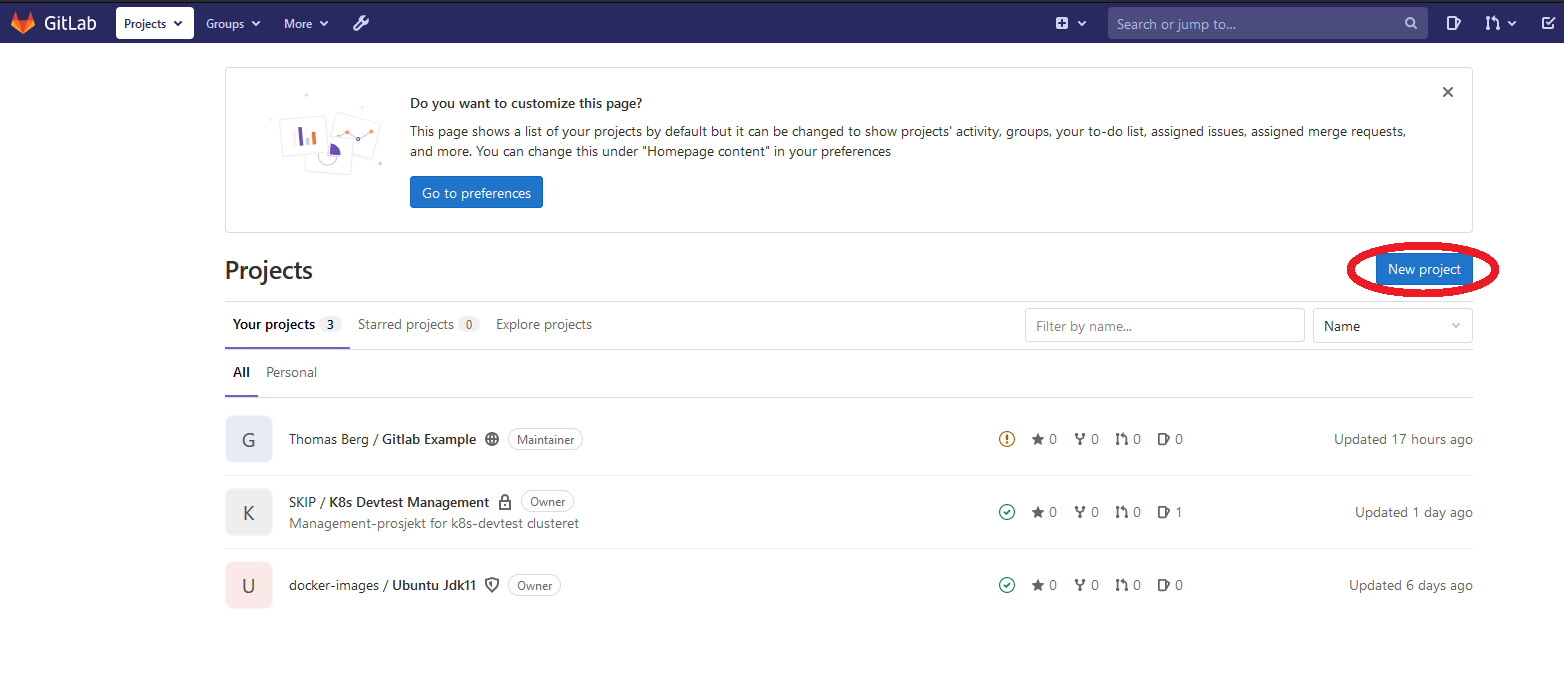 GitLab Projects Groups More Search or jump to...
Do you want to customize this page?
This page shows a list of your projects by default but it can be changed to show projects' activity, groups, your to-do list, assigned issues, assigned merge requests,
and more. You can change this under "Homepage content" in your preferences
Go to preferences
Projects New project
Your projects 3 Starred projects 0 Explore projects Filter by name... Name
All Personal
G Thomas Berg / Gitlab Example Maintainer 0 0 0 0 Updated 17 hours ago
K SKIP / K8s Devtest Management Owner 0 0 0 1 Updated 1 day ago
Management-prosjekt for k8s-devtest clusteret
U docker-images / Ubuntu Jdk11 Owner 0 0 0 0 Updated 6 days ago